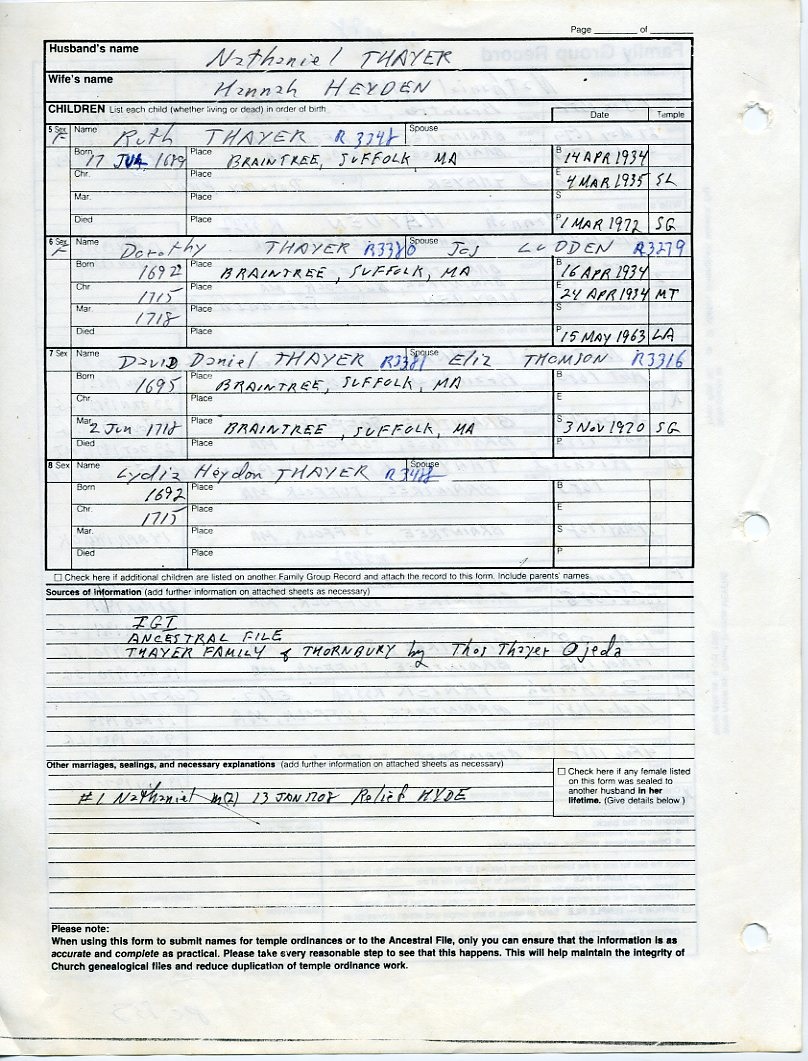 Page of
Husband's name Nathaniel THAYER
Wife's name Hannah HEYDEN
CHILDREN List each child (whether living or dead) in order of birth. Date Temple
5 Sex F Name Ruth THAYER R 3348 Spouse
Born 17 1689 Place BRAINTREE, SUFFOLK MA B 14 APR 1934
Chr. Place E 4 MAR 1935 SL
Mar. Place S
Died Place P 1 MAR 1972 SG
6 Sex F Name Dorothy THAYER R3380 Spouse Jos LUDDEN R3279
Born 1692 Place BRAINTREE, SUFFOLK, MA B 16 APR 1934
Chr 1715 Place E 24 APR 1934 MT
Mar. 1718 Place S
Died Place P 15 MAY 1963 LA
7 Sex Name David Daniel THAYER R3381 Spouse Eliz THOMSON R3316
Born 1695 Place BRAINTREE, SUFFOLK, MA B
Chr. Place E
Mar. 2 Jun 1718 Place BRAINTREE, SUFFOLK, MA S 3 NOV 1970 SG
Died Place P
8 Sex Name Lydia Heydon THAYER Spouse
Born 1692 Place B
Chr. 1715 Place E
Mar. Place S
Died Place P
☐ Check here if additional children are listed on another Family Group Record and attach the record to this form. Include parents' names.
Sources of information (add further information on attached sheets as necessary)
IGI
ANCESTRAL FILE
THAYER FAMILY of THORNBURY by Thos Thayer Ojeda
Other marriages, sealings, and necessary explanations (add further information on attached sheets as necessary)
☐ Check here if any female listed
on this form was sealed to
another husband in her
lifetime. (Give details below.)
#1 Nathaniel m(2) 13 JAN 1708 Relief HYDE
Please note:
When using this form to submit names for temple ordinances or to the Ancestral File, only you can ensure that the information is as
accurate and complete as practical. Please take every reasonable step to see that this happens. This will help maintain the integrity of
Church genealogical files and reduce duplication of temple ordinance work.